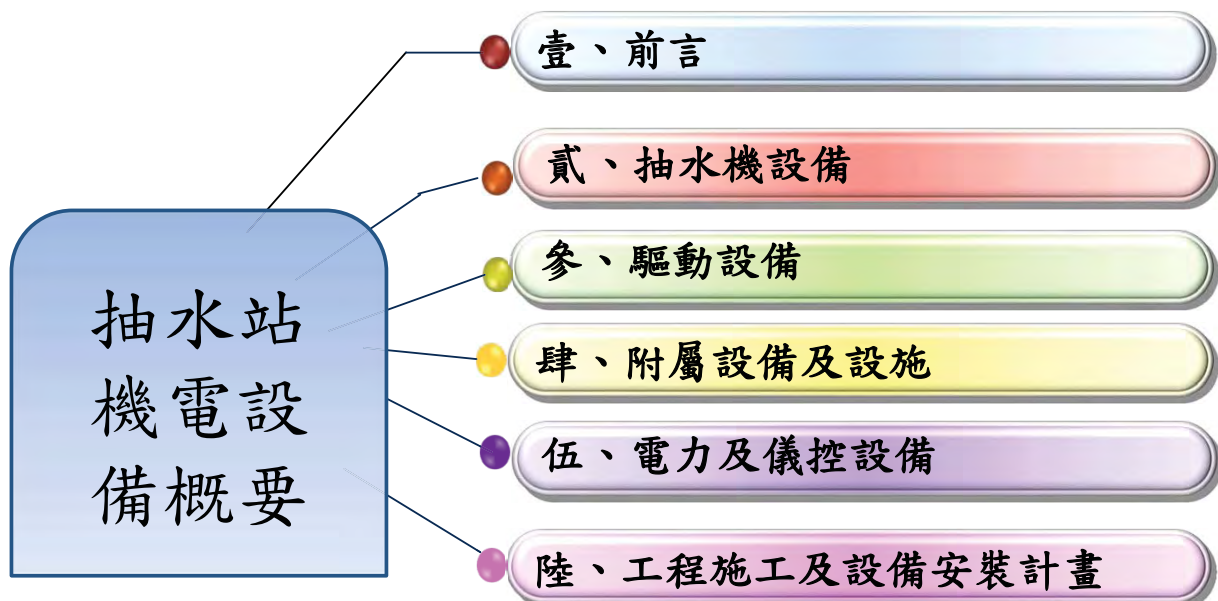 抽水站
機電設
備概要
壹、前言
貳、抽水機設備
參、驅動設備
肆、附屬設備及設施
伍、電力及儀控設備
陸、工程施工及設備安裝計畫